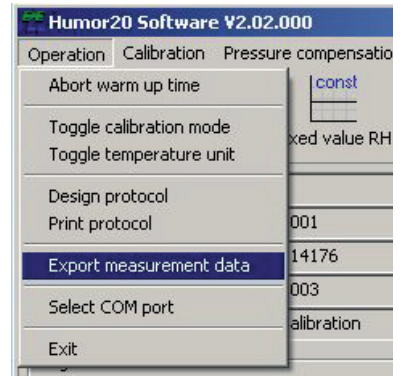 Humor20 Software V2.02.000
Operation Calibration Pressure compensatio
Abort warm up time
const
Toggle calibration mode
xed value RH
Toggle temperature unit
Design protocol
Print protocol
001
Export measurement data
14176
003
Select COM port
alibration
Exit